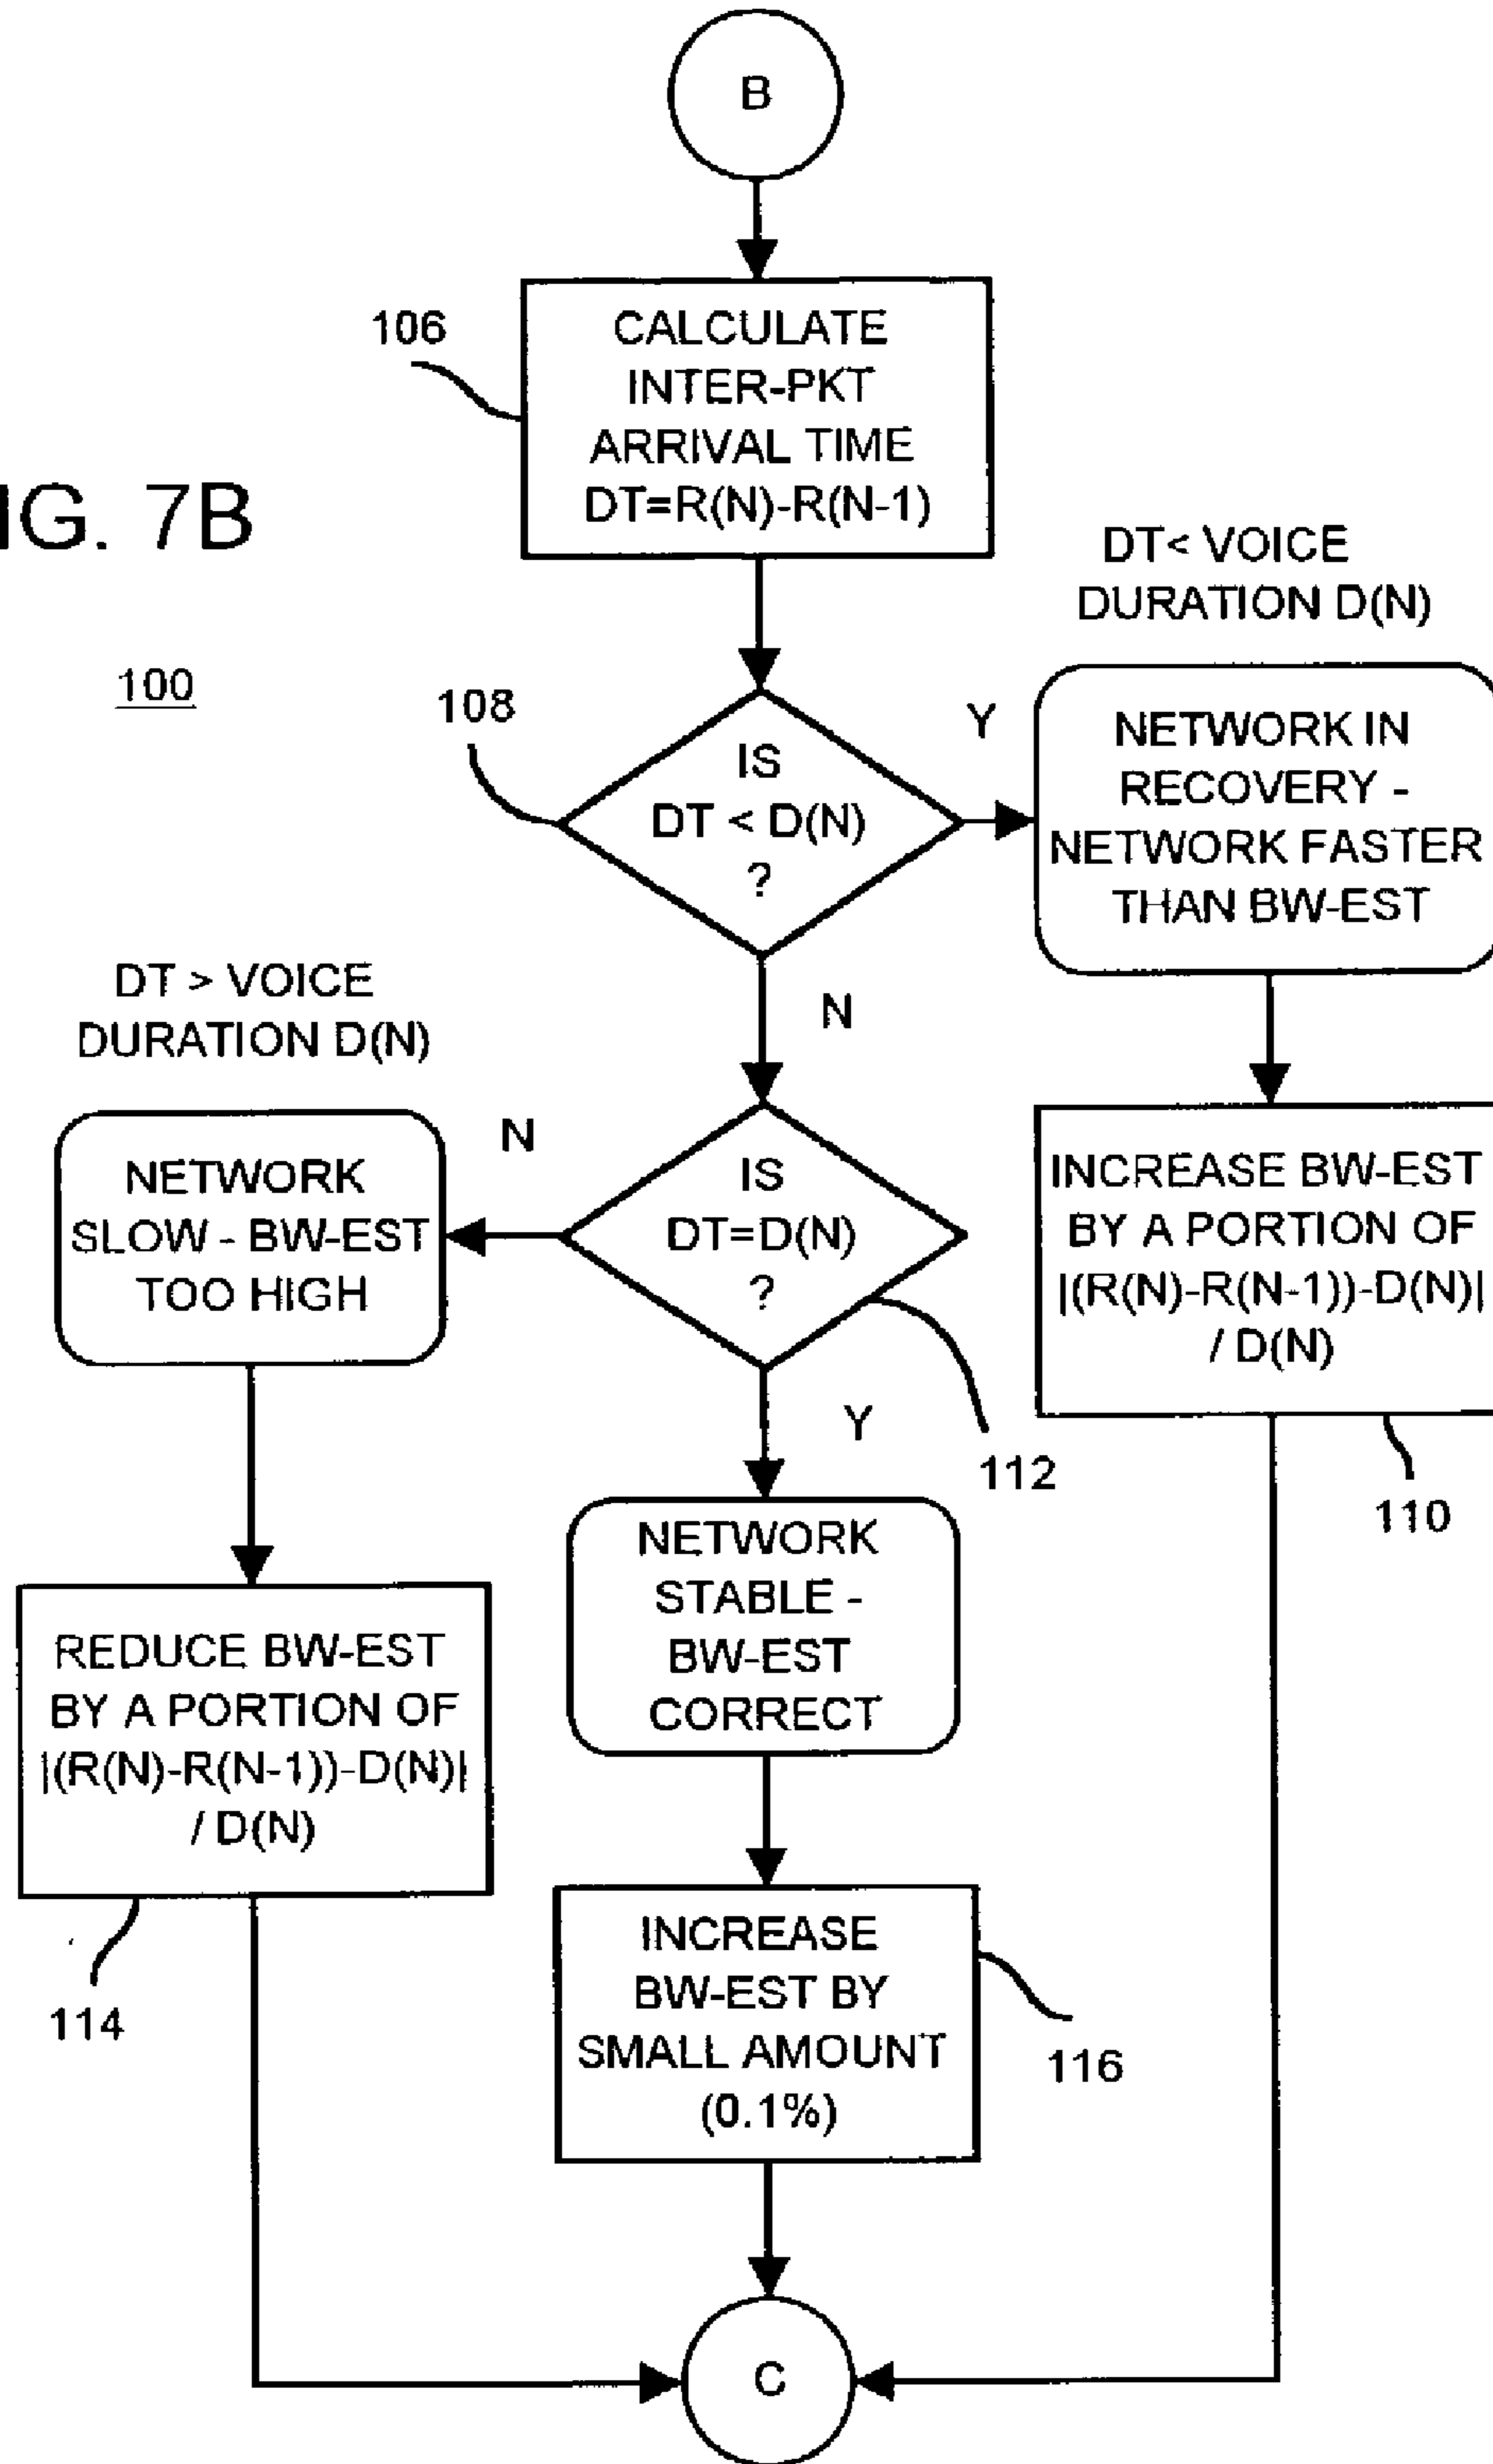 B
106
CALCULATE
INTER-PKT
ARRIVAL TIME
DT=R(N)-R(N-1)
IG. 7B
100
DT< VOICE
DURATION D(N)
108
IS
DT < D(N)
?
Y
NETWORK IN
RECOVERY -
NETWORK FASTER
THAN BW-EST
N
DT > VOICE
DURATION D(N)
NETWORK
SLOW - BW-EST
TOO HIGH
N
IS
DT=D(N)
?
INCREASE BW-EST
BY A PORTION OF
|(R(N)-R(N-1))-D(N)|
/ D(N)
110
112
Y
NETWORK
STABLE -
BW-EST
CORRECT
REDUCE BW-EST
BY A PORTION OF
|(R(N)-R(N-1))-D(N)|
/ D(N)
114
INCREASE
BW-EST BY
SMALL AMOUNT
(0.1%)
116
C